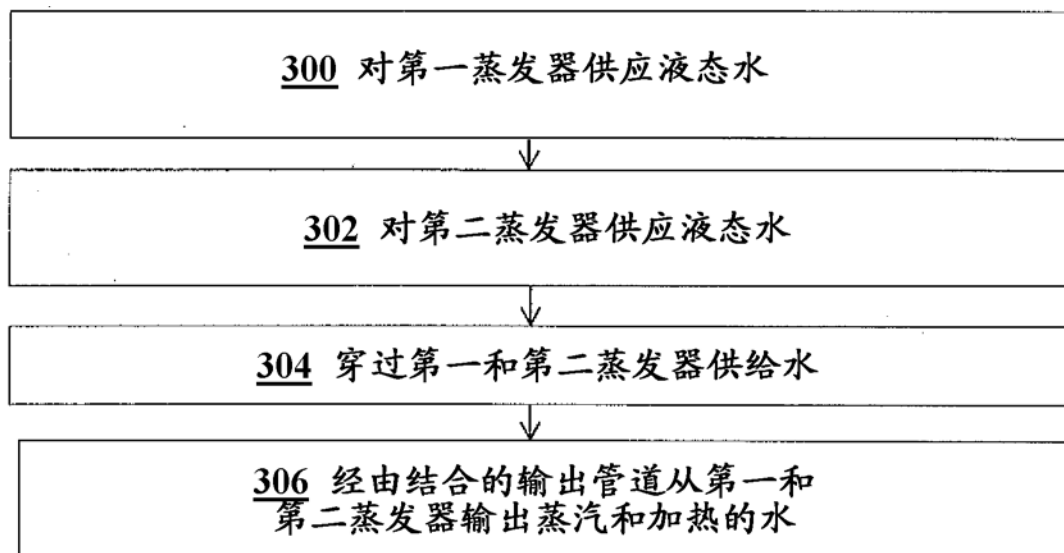 300 对第一蒸发器供应液态水
302 对第二蒸发器供应液态水
304 穿过第一和第二蒸发器供给水
306 经由结合的输出管道从第一和
第二蒸发器输出蒸汽和加热的水